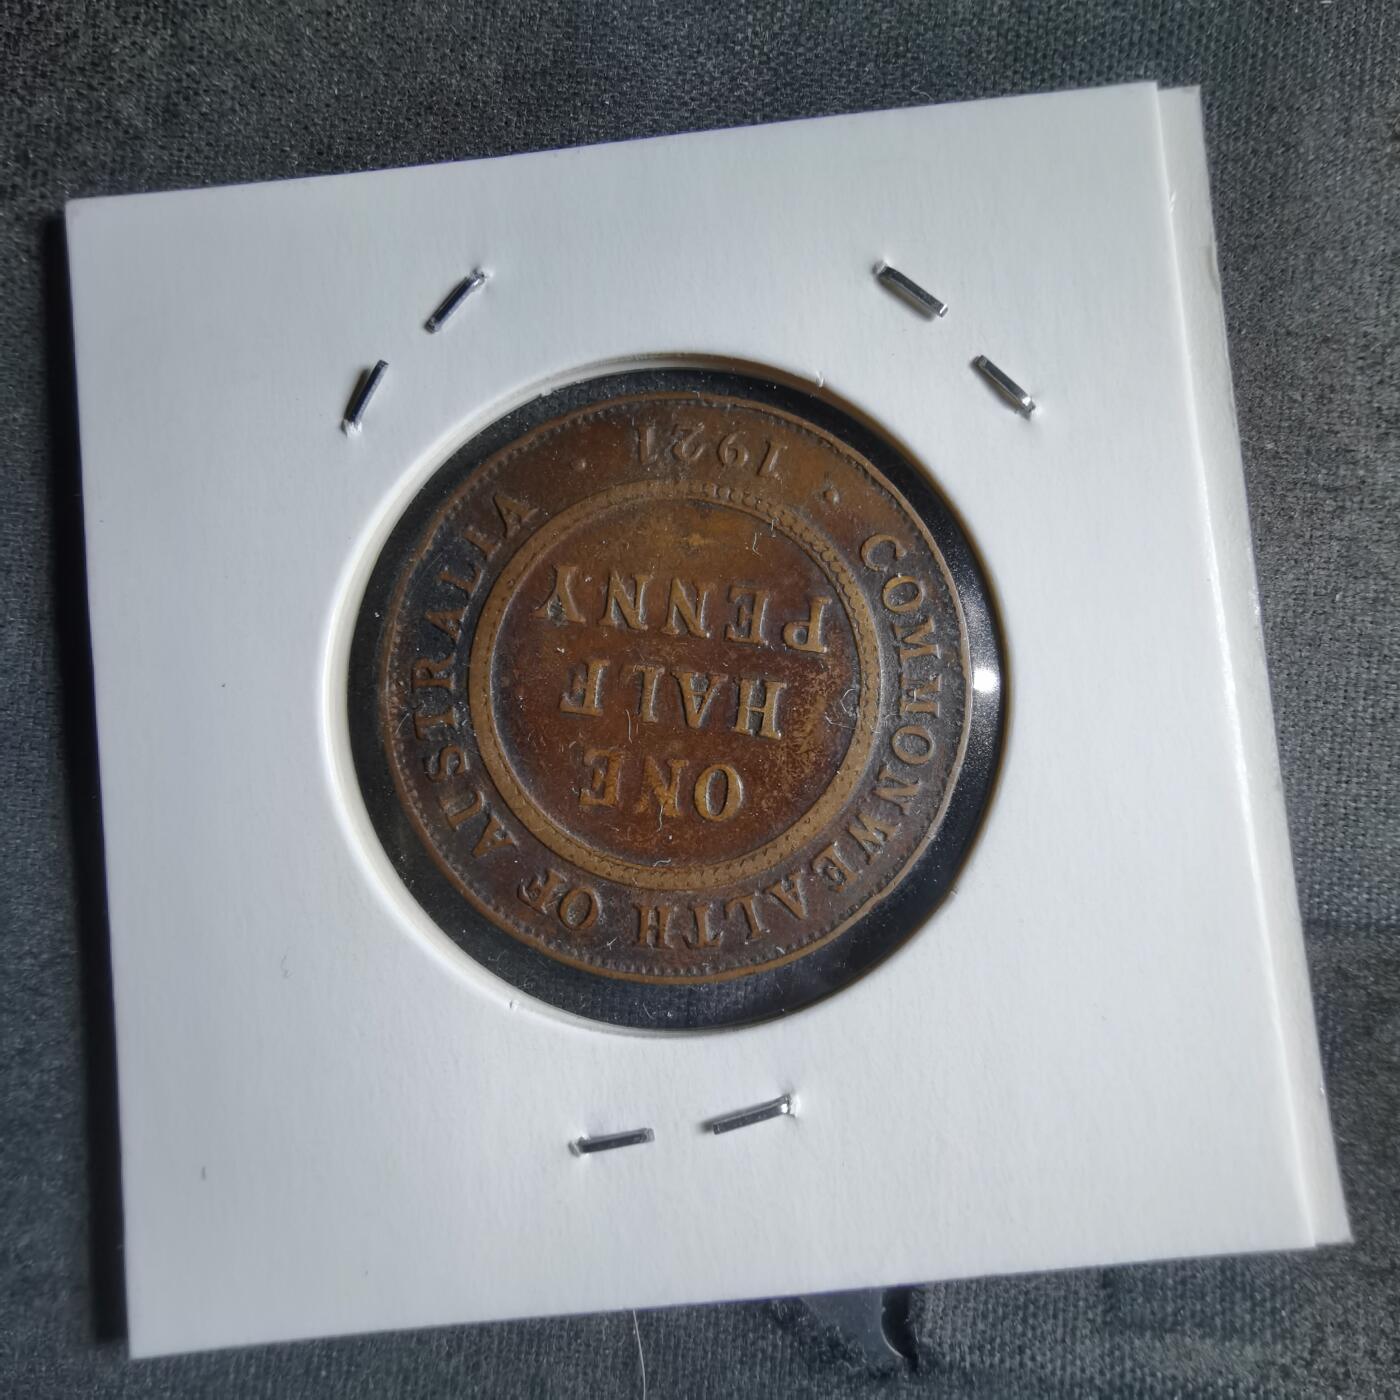 COMMONWEALTH OF AUSTRALIA
ONE
HALF
PENNY
· 1921 ·